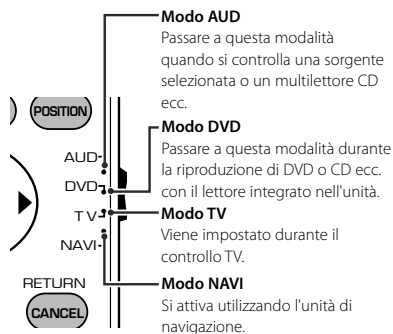 Modo AUD
Passare a questa modalità
quando si controlla una sorgente
selezionata o un multilettore CD
ecc.
Modo DVD
Passare a questa modalità durante
la riproduzione di DVD o CD ecc.
con il lettore integrato nell'unità.
Modo TV
Viene impostato durante il
controllo TV.
Modo NAVI
Si attiva utilizzando l'unità di
navigazione.
POSITION
AUD
DVD
TV
NAVI
RETURN
CANCEL